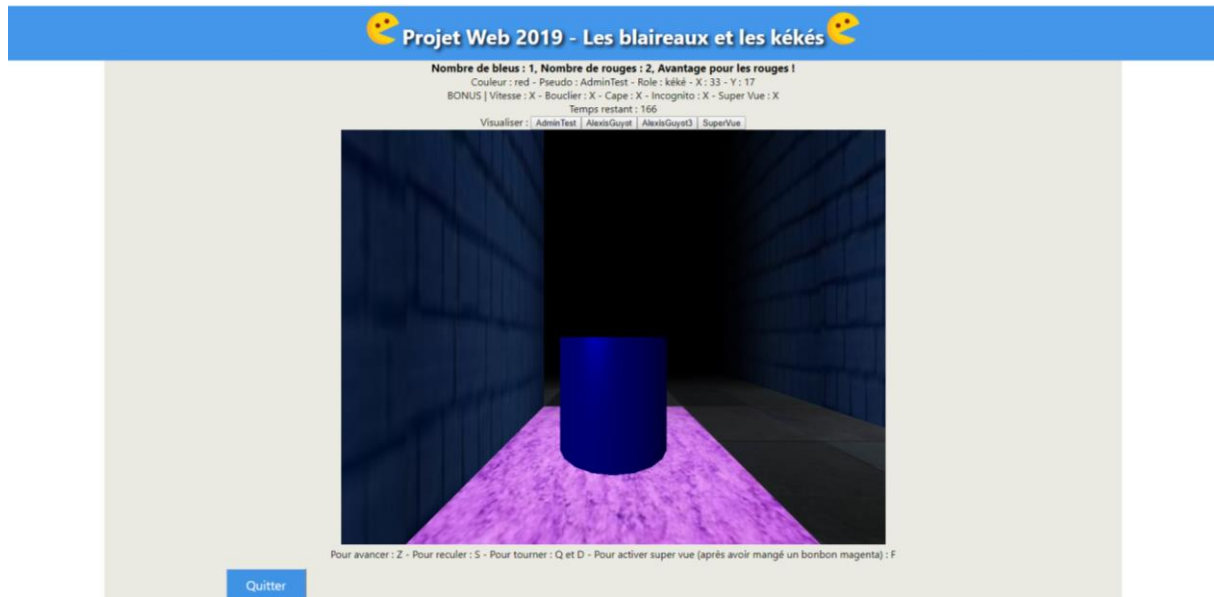 Projet Web 2019 - Les blaireaux et les kékés
Nombre de bleus : 1, Nombre de rouges : 2, Avantage pour les rouges !
Couleur : red - Pseudo : AdminTest - Role : kéké - X : 33 - Y : 17
BONUS | Vitesse : X - Bouclier : X - Cape : X - Incognito : X - Super Vue : X
Temps restant : 166
Visualiser : AdminTest AlexisGuyot AlexisGuyot3 SuperVue
Pour avancer : Z - Pour reculer : S - Pour tourner : Q et D - Pour activer super vue (après avoir mangé un bonbon magenta) : F
Quitter